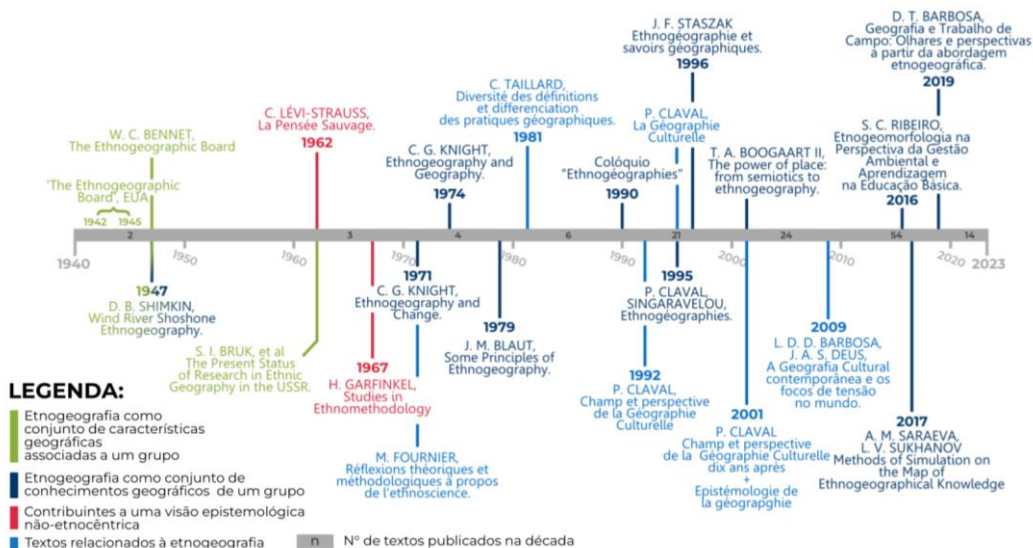 J. F. STASZAK
Ethnogéographie et
savoirs géographiques.
1996
D. T. BARBOSA,
Geografia e Trabalho de
Campo: Olhares e perspectivas
à partir da abordagem
etnogeográfica.
2019
C. TAILLARD,
Diversité des définitions
et differenciation
des pratiques géographiques.
1981
C. LÉVI-STRAUSS,
La Pensée Sauvage.
1962
P. CLAVAL,
La Géographie
Culturelle
W. C. BENNET,
The Ethnogeographic Board
S. C. RIBEIRO,
Etnogeomorfologia na
Perspectiva da Gestão
Ambiental e
Aprendizagem
na Educação Básica.
2016
C. G. KNIGHT,
Ethnogeography and
Geography.
1974
Colóquio
"Ethnogéographies"
1990
T. A. BOOGAART II,
The power of place:
from semiotics to
ethnogeography.
'The Ethnogeographic
Board', EUA
1942 1945
2 3 4 6 21 24 54 14
1940 1950 1960 1970 1980 1990 2000 2010 2020 2023
1947
D. B. SHIMKIN,
Wind River Shoshone
Ethnogeography.
S. I. BRUK, et al
The Present Status
of Research in Ethnic
Geography in the USSR.
1967
H. GARFINKEL,
Studies in
Ethnomethodology
1971
C. G. KNIGHT,
Ethnogeography and
Change.
M. FOURNIER,
Réflexions théoriques et
méthodologiques à propos
de l'ethnoscience.
1979
J. M. BLAUT,
Some Principles of
Ethnogeography.
1995
P. CLAVAL,
SINGARAVELOU,
Ethnogéographies.
1992
P. CLAVAL,
Champ et perspective
de la Géographie
Culturelle
2001
P. CLAVAL
Champ et perspective
de la Géographie Culturelle
dix ans après
+
Epistémologie de
la géograpghie
2009
L. D. D. BARBOSA,
J. A. S. DEUS,
A Geografia Cultural
contemporânea e os
focos de tensão
no mundo.
2017
A. M. SARAEVA,
L. V. SUKHANOV
Methods of Simulation on
the Map of
Ethnogeographical Knowledge
LEGENDA:
Etnogeografia como
conjunto de características
geográficas
associadas a um grupo
Etnogeografia como conjunto de
conhecimentos geográficos de um grupo
Contribuintes a uma visão epistemológica
não-etnocêntrica
Textos relacionados à etnogeografia
n Nº de textos publicados na década